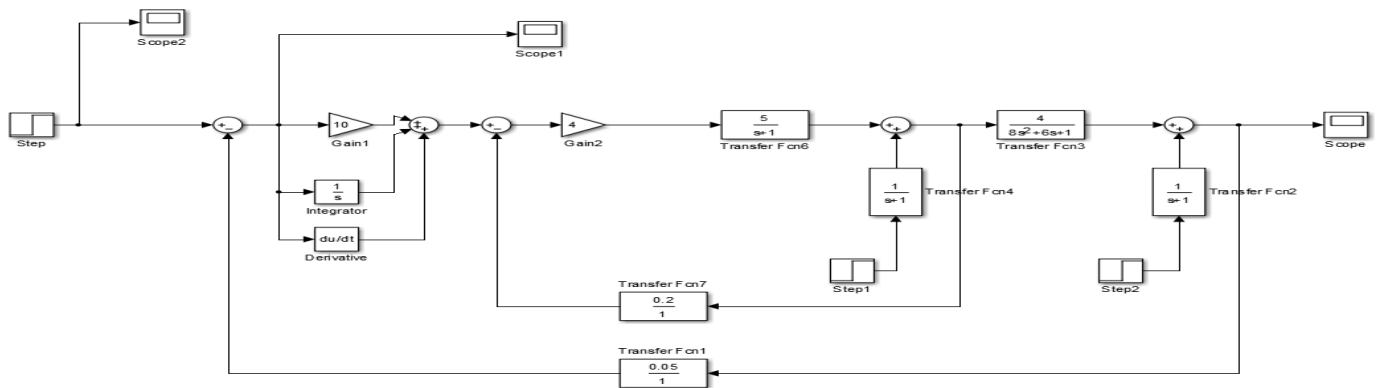 Scope2
Scope1
Step
+
−
10
Gain1
+
+
+
+
−
4
Gain2
5
s+1
Transfer Fcn6
+
+
4
8s²+6s+1
Transfer Fcn3
+
+
Scope
1
s
Integrator
du/dt
Derivative
1
s+1
Transfer Fcn4
1
s+1
Transfer Fcn2
Step1
Step2
Transfer Fcn7
0.2
1
Transfer Fcn1
0.05
1